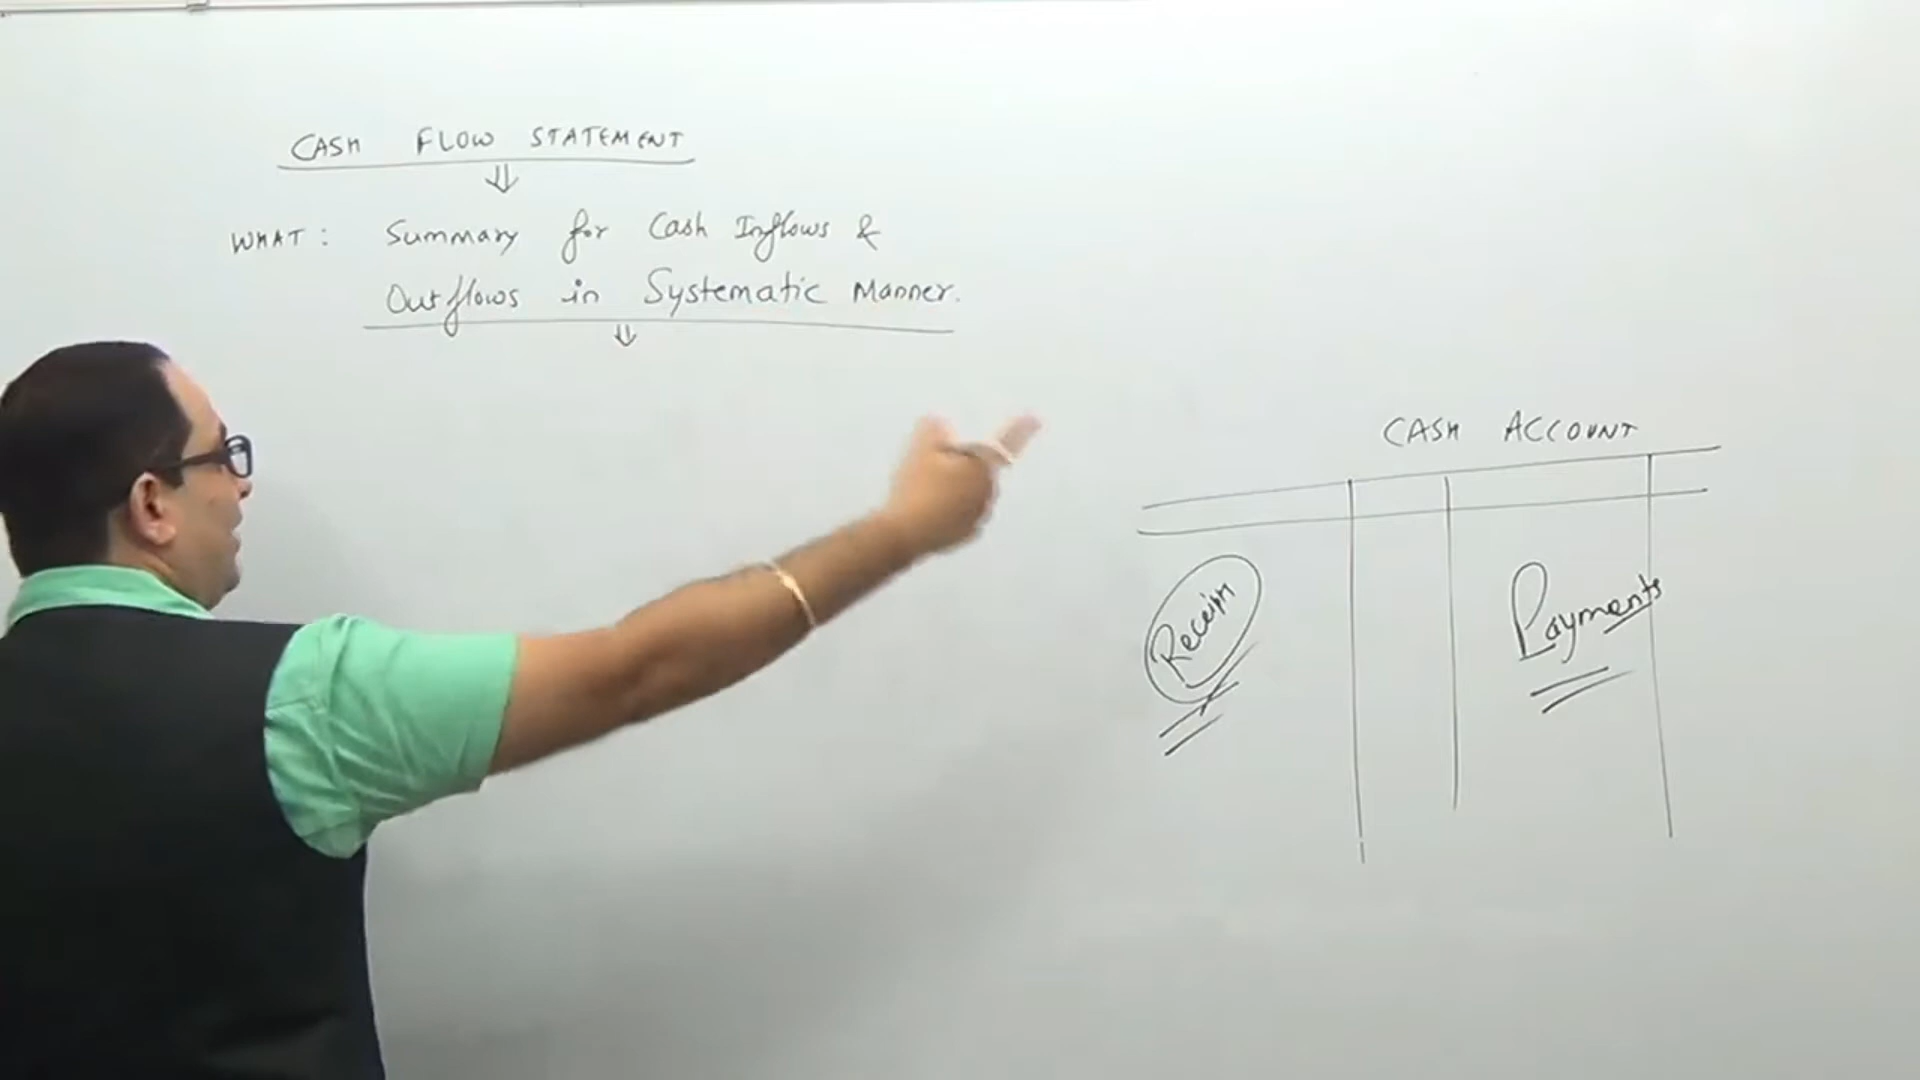 CASH FLOW STATEMENT
⇓
WHAT: Summary for Cash Inflows &
Outflows in Systematic Manner.
⇓
CASH ACCOUNT
Receipts
Payments